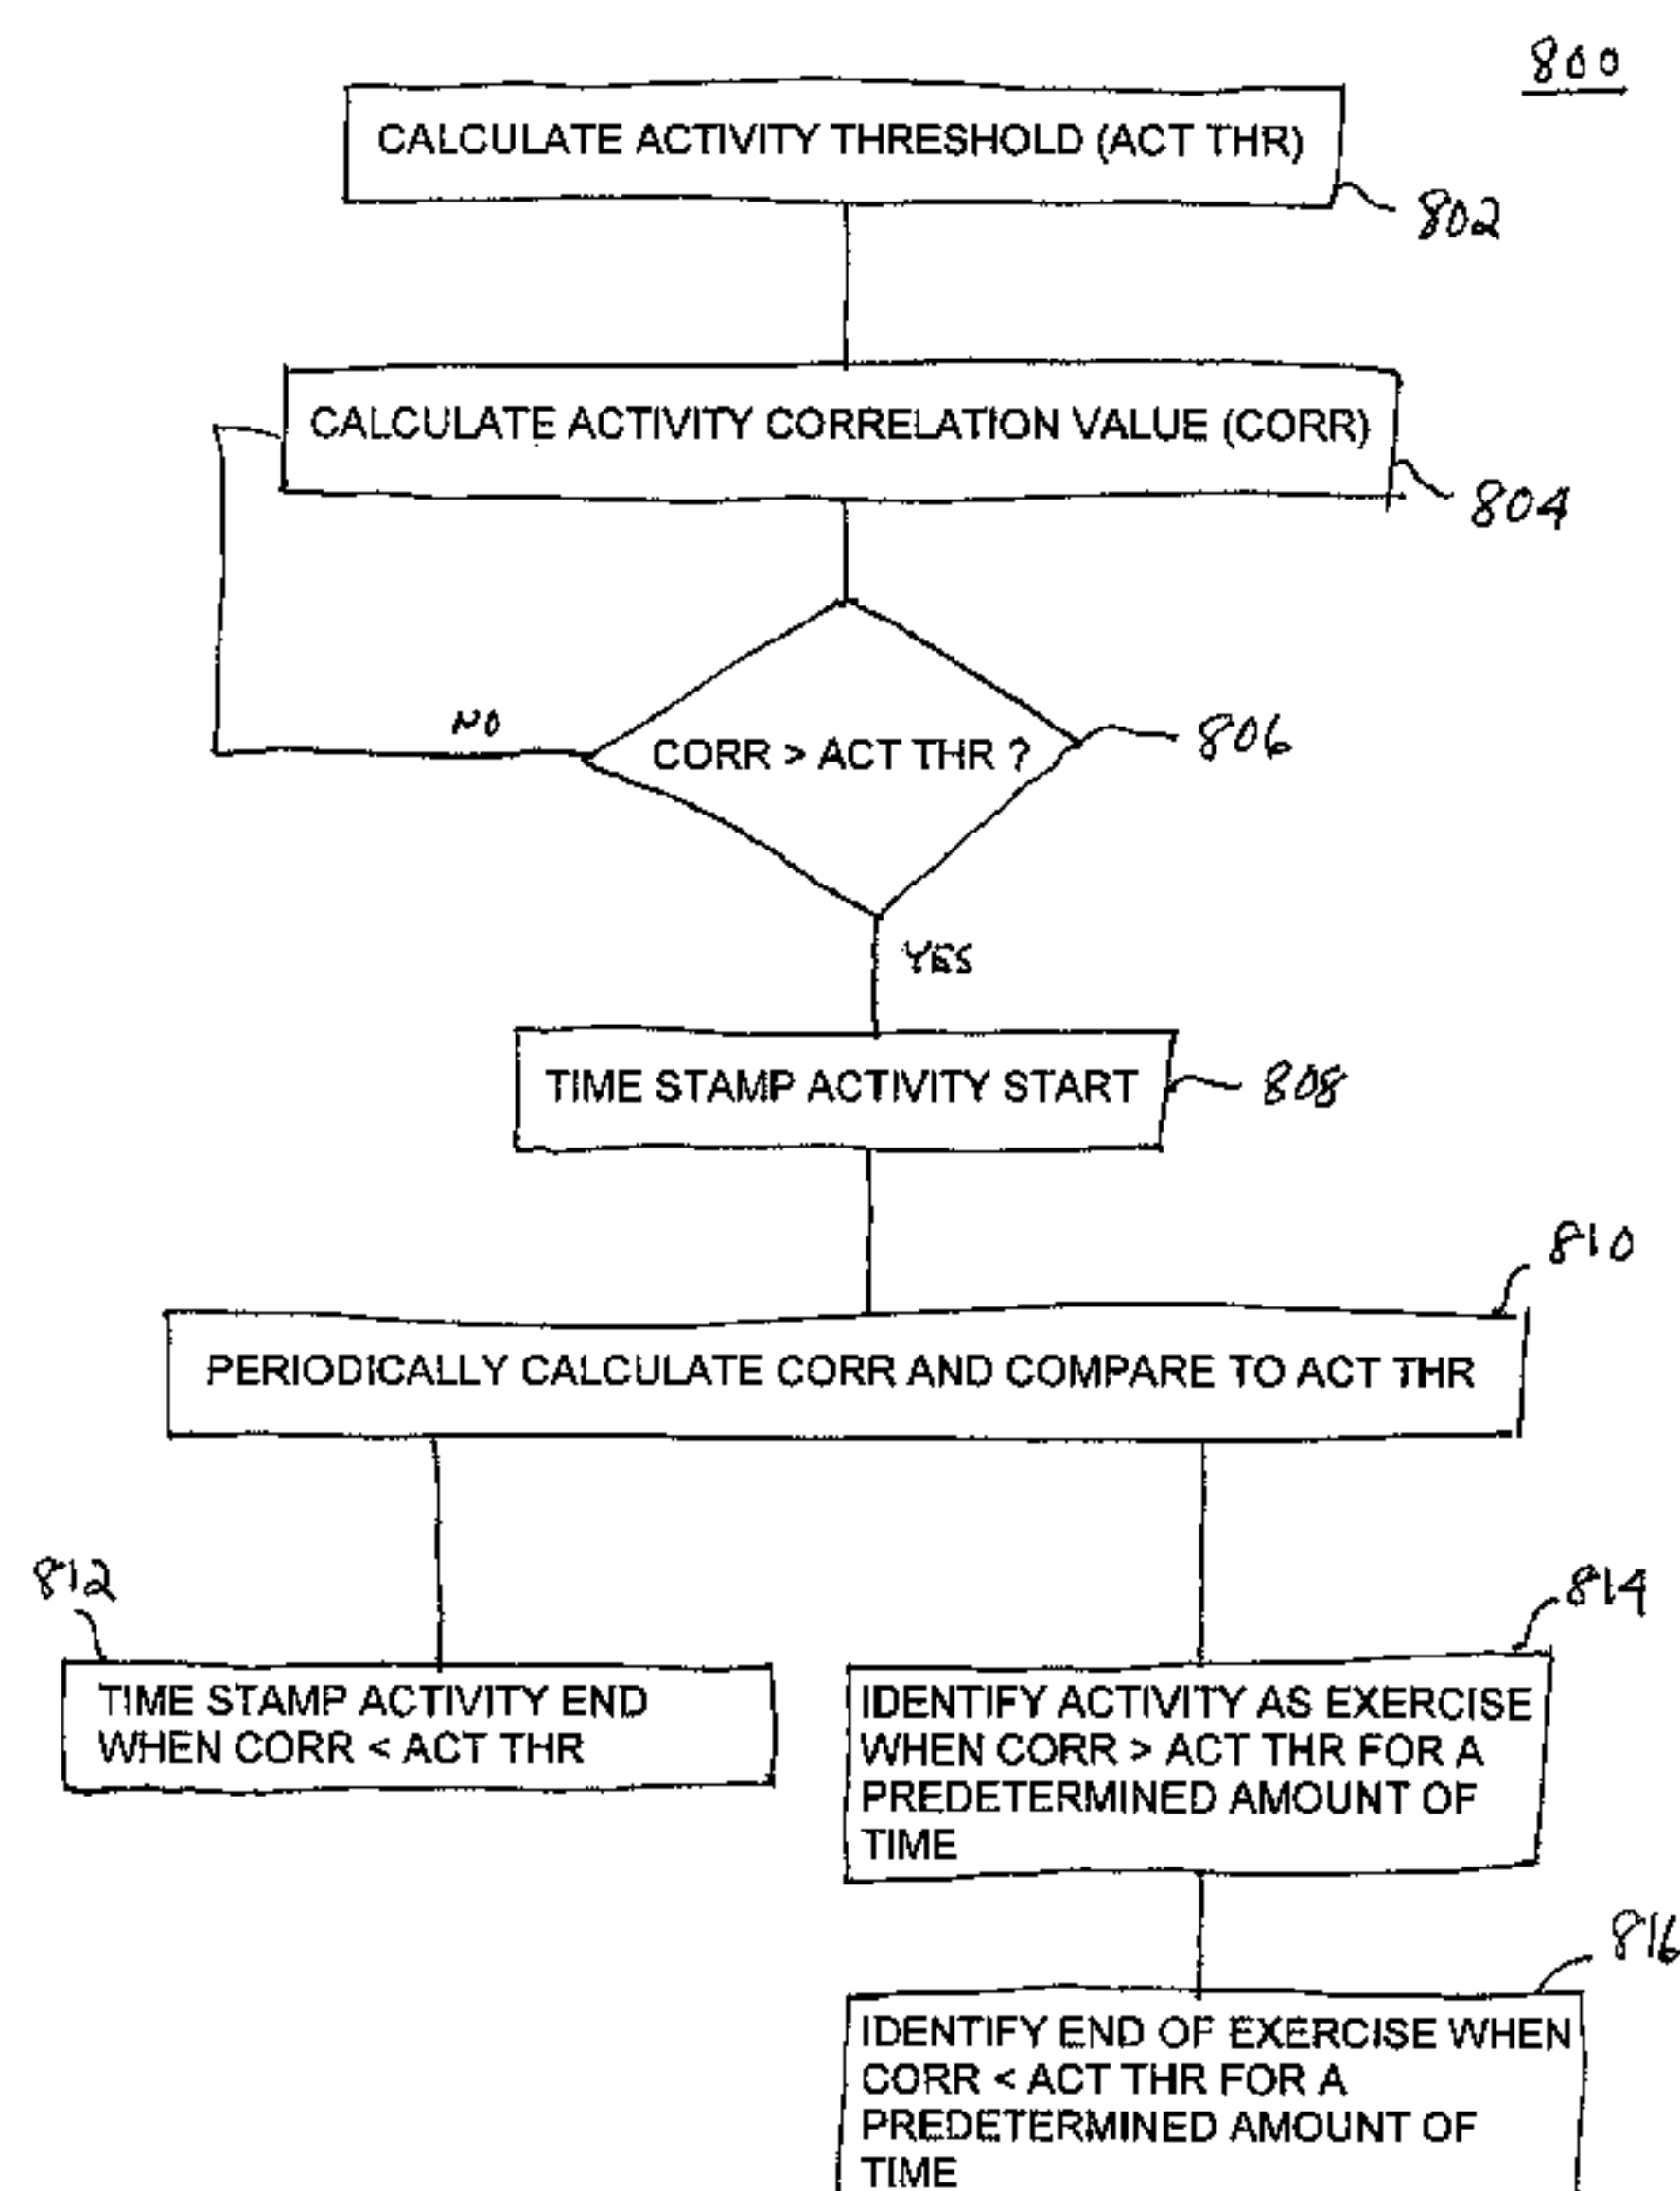 800
CALCULATE ACTIVITY THRESHOLD (ACT THR)
802
CALCULATE ACTIVITY CORRELATION VALUE (CORR)
804
NO
CORR > ACT THR ?
806
YES
TIME STAMP ACTIVITY START
808
810
PERIODICALLY CALCULATE CORR AND COMPARE TO ACT THR
812
TIME STAMP ACTIVITY END
WHEN CORR < ACT THR
814
IDENTIFY ACTIVITY AS EXERCISE
WHEN CORR > ACT THR FOR A
PREDETERMINED AMOUNT OF
TIME
816
IDENTIFY END OF EXERCISE WHEN
CORR < ACT THR FOR A
PREDETERMINED AMOUNT OF
TIME